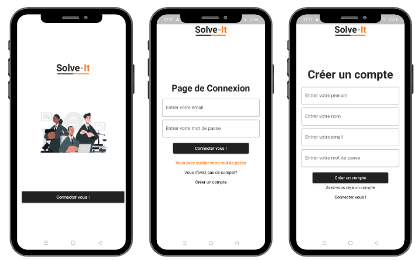 Solve-It
Connectez vous !
Solve-It
Page de Connexion
Entrer votre email
Entrer votre mot de passe
Connectez vous !
Vous avez oublier votre mot de passe
Vous n'avez pas de compte?
Créer un compte
Solve-It
Créer un compte
Entrer votre prénom
Entrer votre nom
Entrer votre email
Entrer votre mot de passe
Créer un compte
Avez vous déjà un compte
Connectez vous !